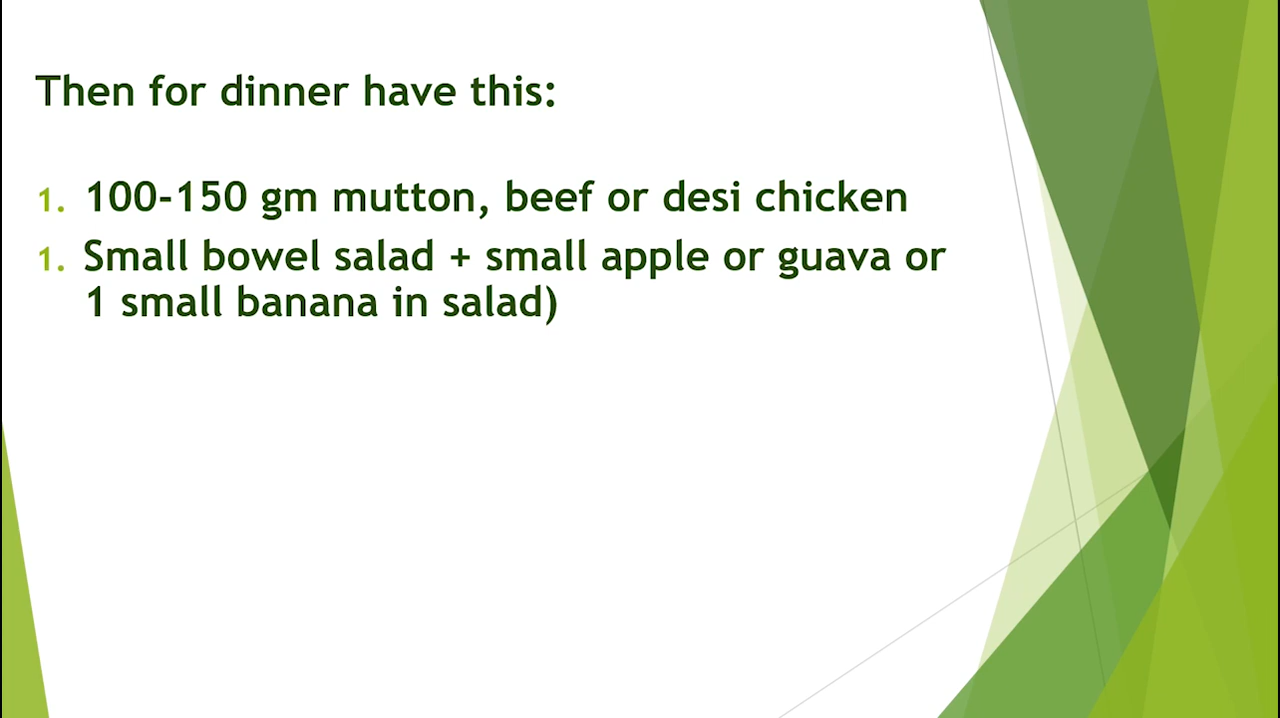 Then for dinner have this:
1. 100-150 gm mutton, beef or desi chicken
1. Small bowel salad + small apple or guava or
1 small banana in salad)